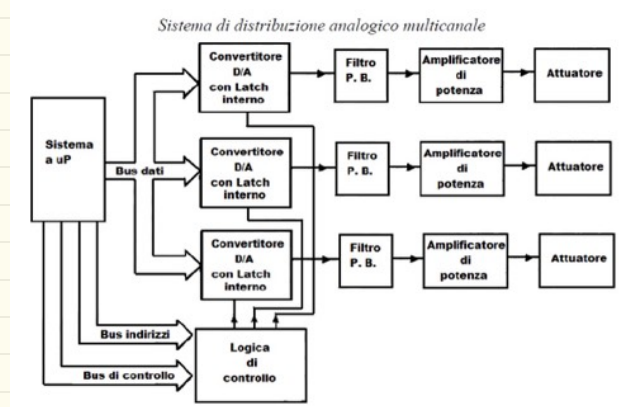 Sistema di distribuzione analogico multicanale
Convertitore
D/A
con Latch
interno
Filtro
P. B.
Amplificatore
di
potenza
Attuatore
Sistema
a uP
Bus dati
Convertitore
D/A
con Latch
interno
Filtro
P. B.
Amplificatore
di
potenza
Attuatore
Convertitore
D/A
con Latch
interno
Filtro
P. B.
Amplificatore
di
potenza
Attuatore
Bus indirizzi
Bus di controllo
Logica
di
controllo